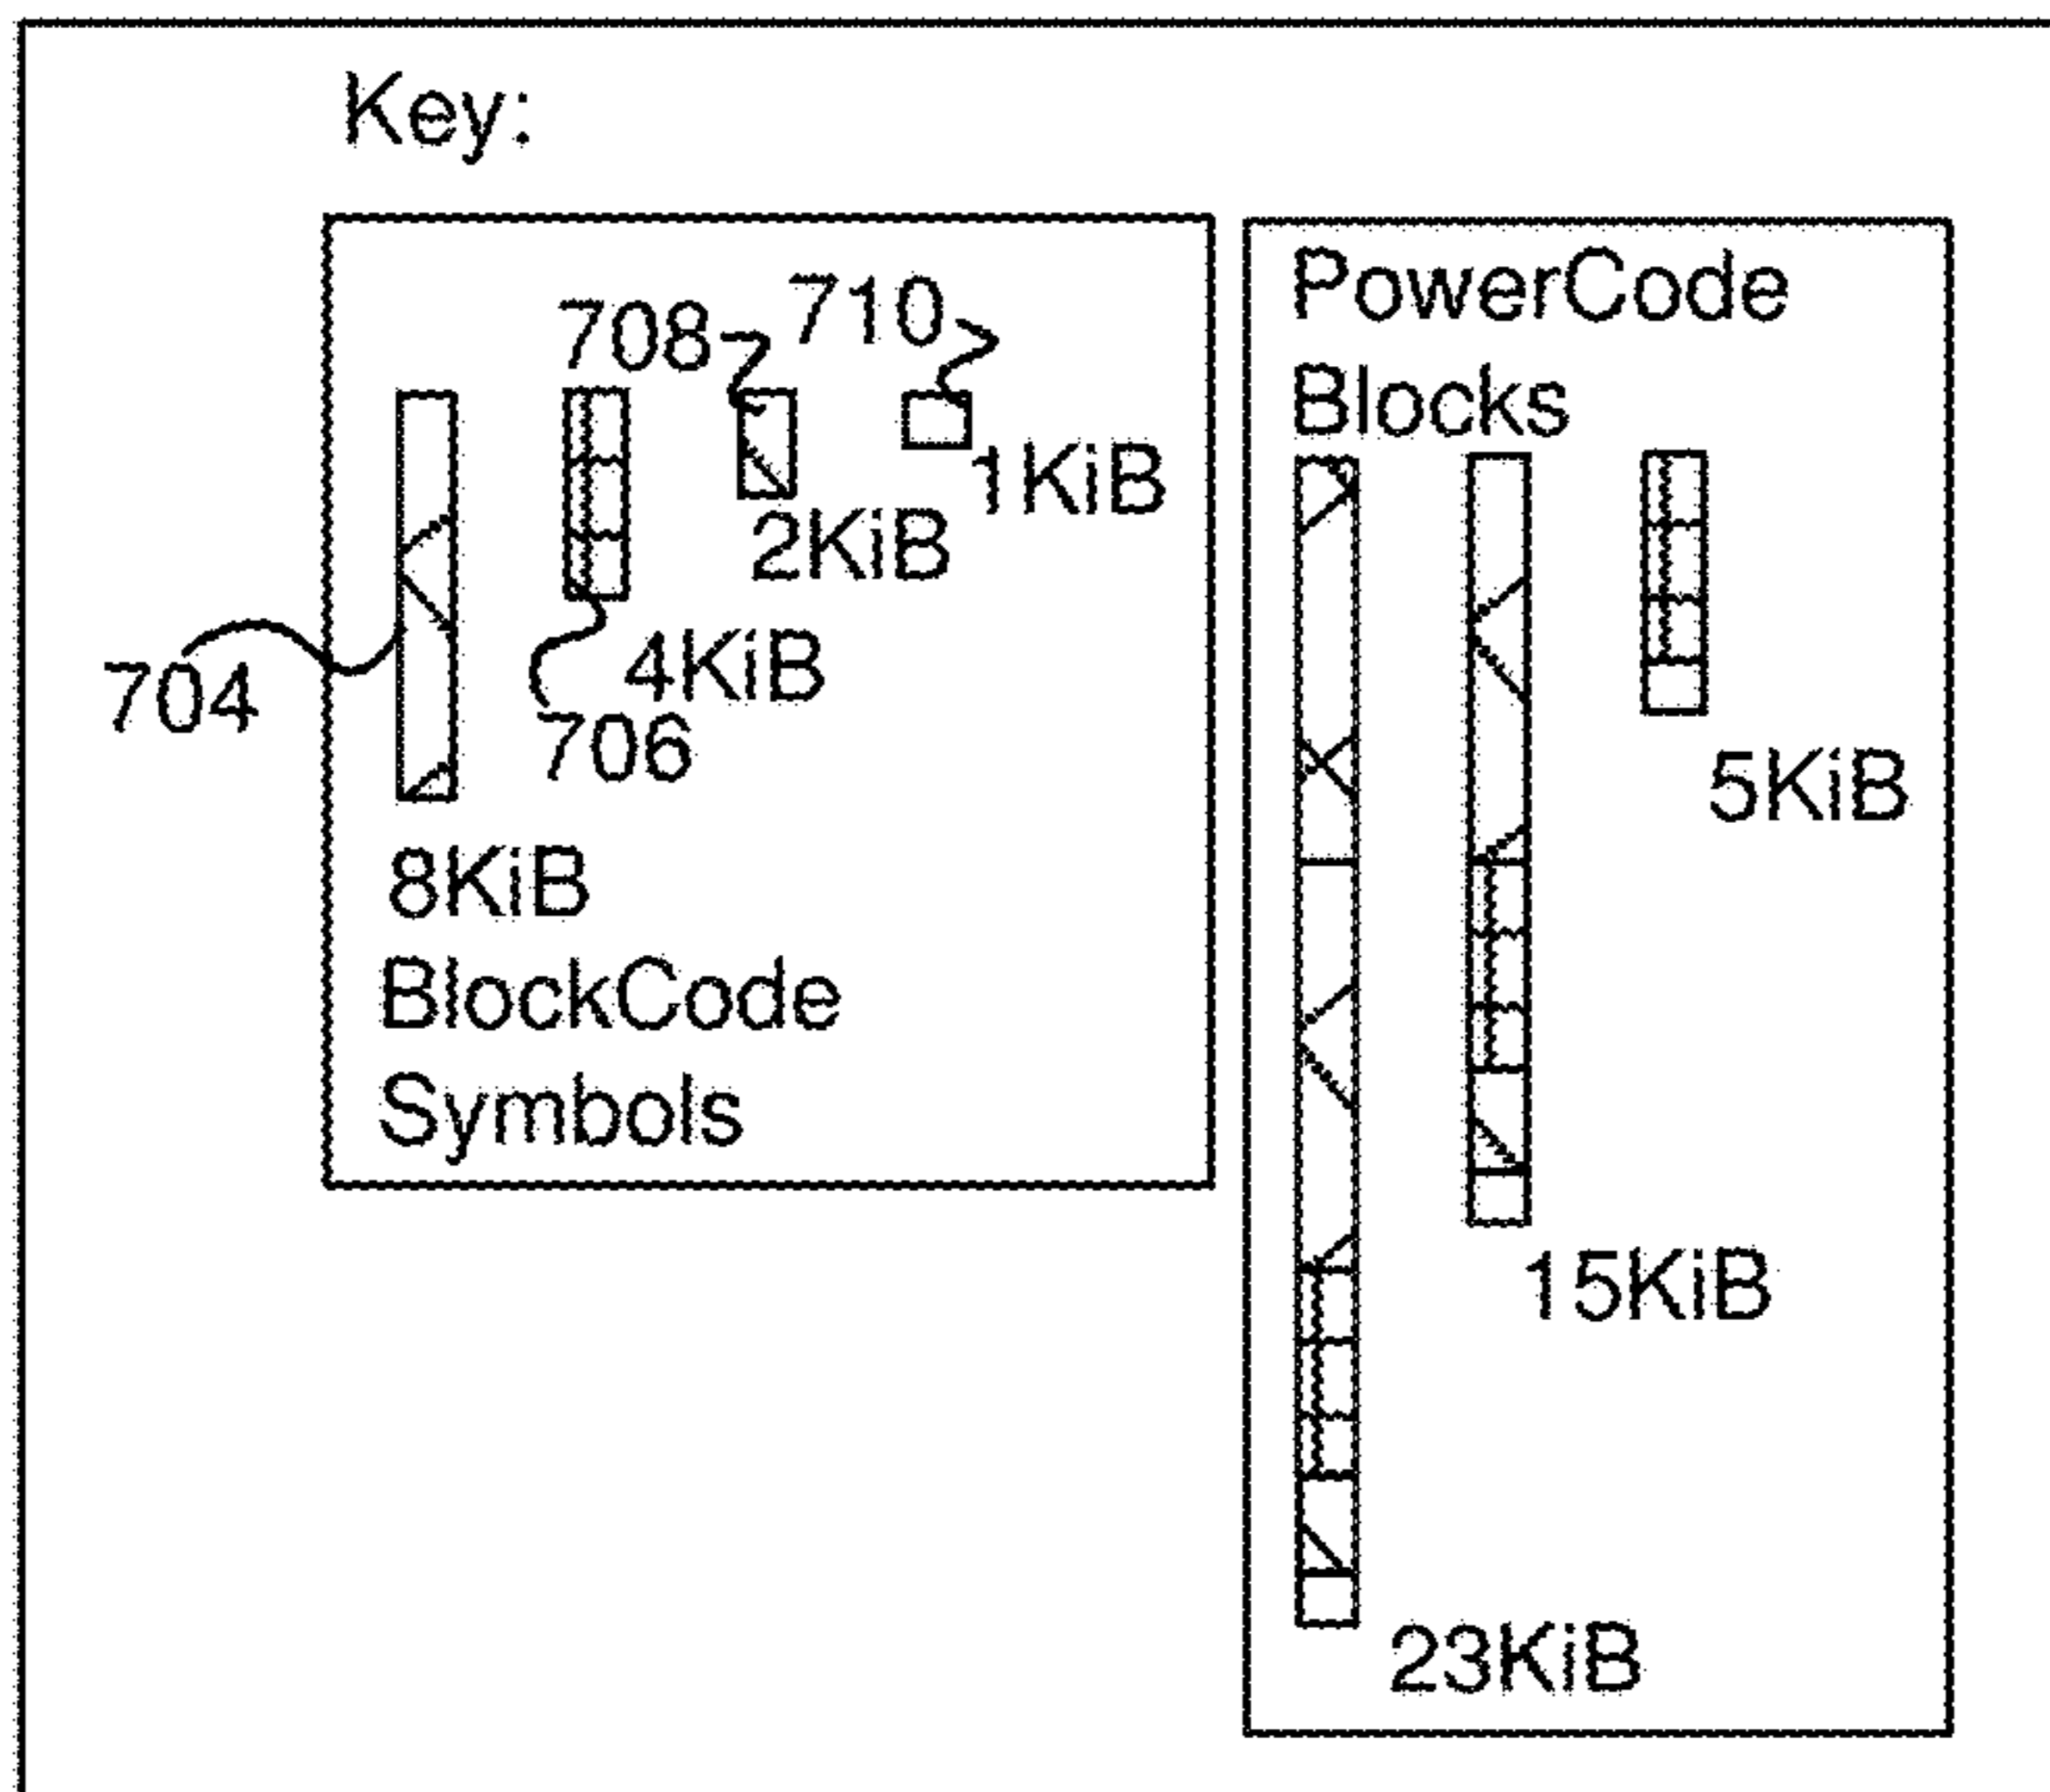 Key:
708
710
1KiB
2KiB
4KiB
704
706
8KiB
BlockCode
Symbols
PowerCode
Blocks
5KiB
15KiB
23KiB